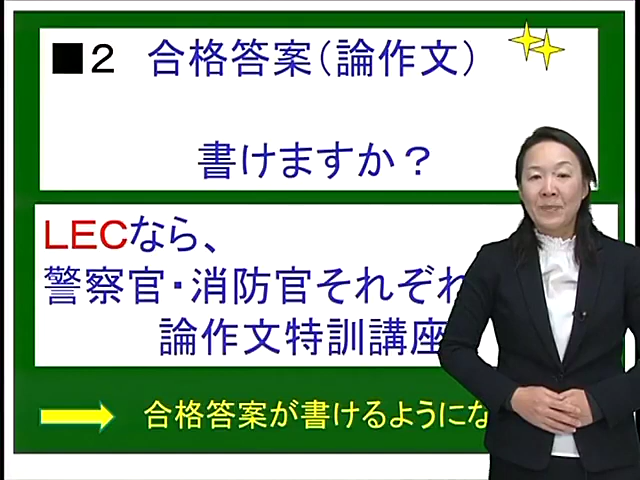 ■２　合格答案（論作文）
書けますか？
ＬＥＣなら、
警察官・消防官それぞれ
論作文特訓講座
合格答案が書けるようにな